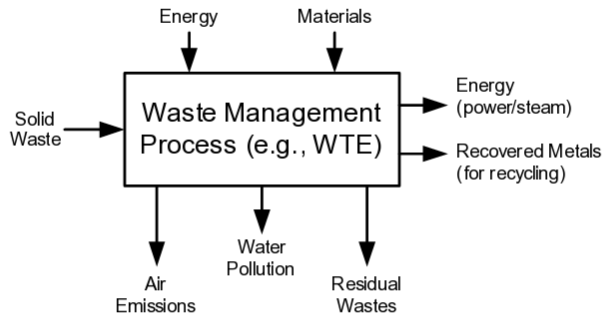 Energy
Materials
Solid
Waste
Waste Management
Process (e.g., WTE)
Energy
(power/steam)
Recovered Metals
(for recycling)
Air
Emissions
Water
Pollution
Residual
Wastes